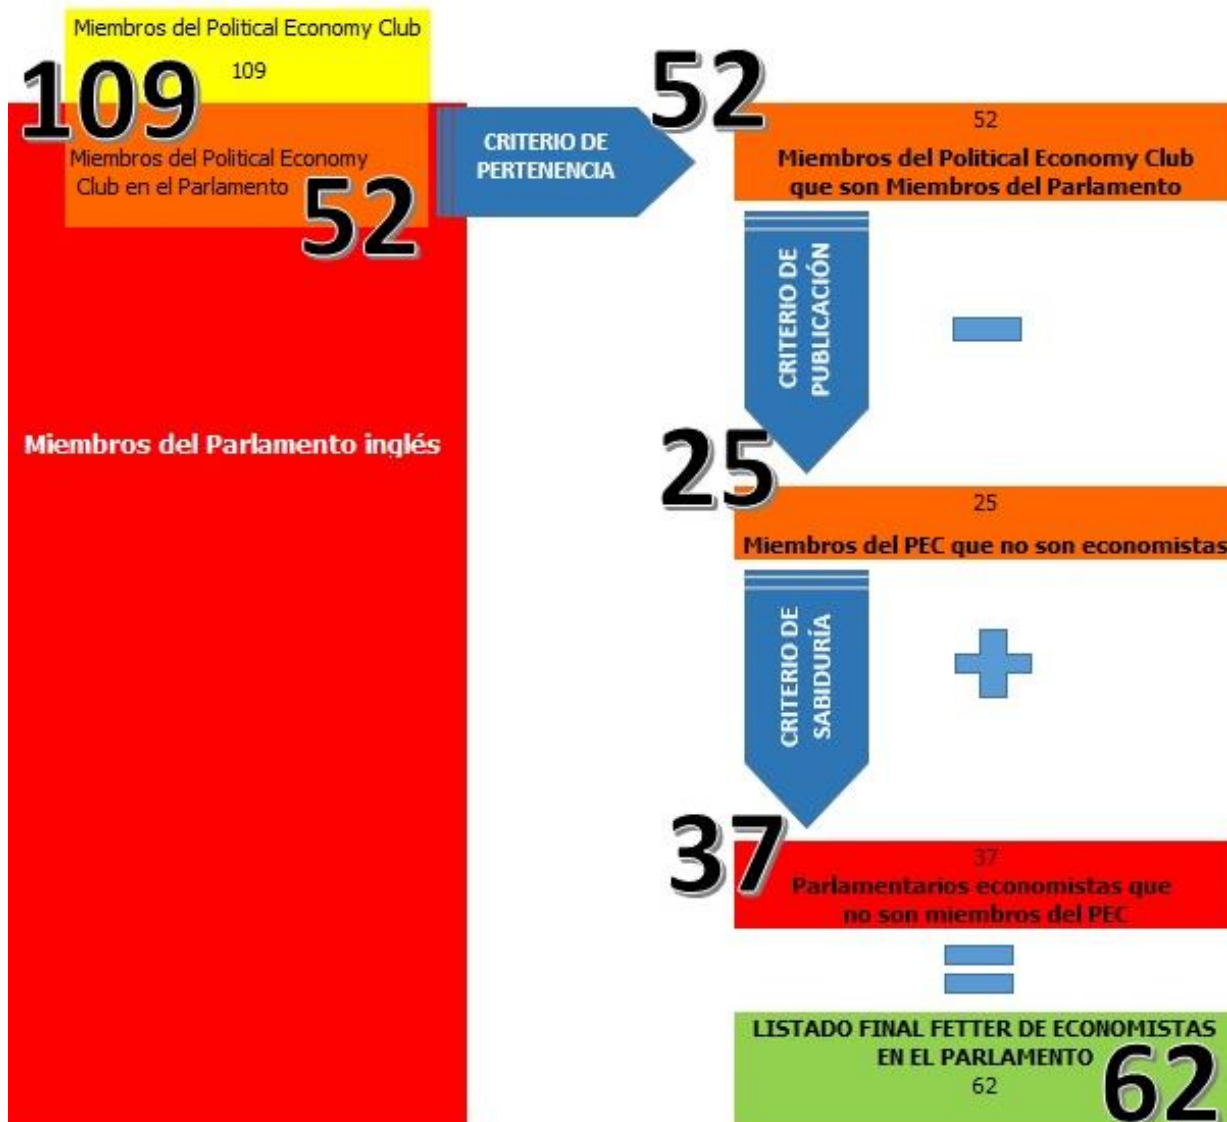 Miembros del Political Economy Club
109
109
Miembros del Political Economy
Club en el Parlamento
52
Miembros del Parlamento inglés
CRITERIO DE
PERTENENCIA
52
52
Miembros del Political Economy Club
que son Miembros del Parlamento
CRITERIO DE
PUBLICACIÓN
25
25
Miembros del PEC que no son economistas
CRITERIO DE
SABIDURÍA
37
37
Parlamentarios economistas que
no son miembros del PEC
LISTADO FINAL FETTER DE ECONOMISTAS
EN EL PARLAMENTO
62
62